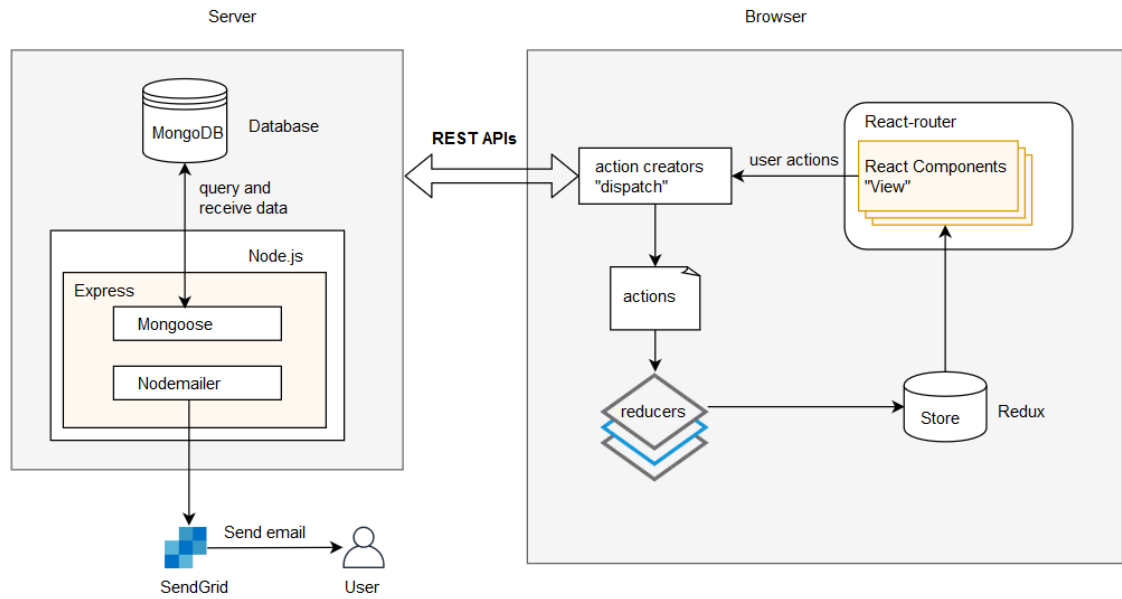 Server
Browser
MongoDB
Database
query and
receive data
Node.js
Express
Mongoose
Nodemailer
SendGrid
Send email
User
REST APIs
action creators
"dispatch"
user actions
React-router
React Components
"View"
actions
reducers
Store
Redux